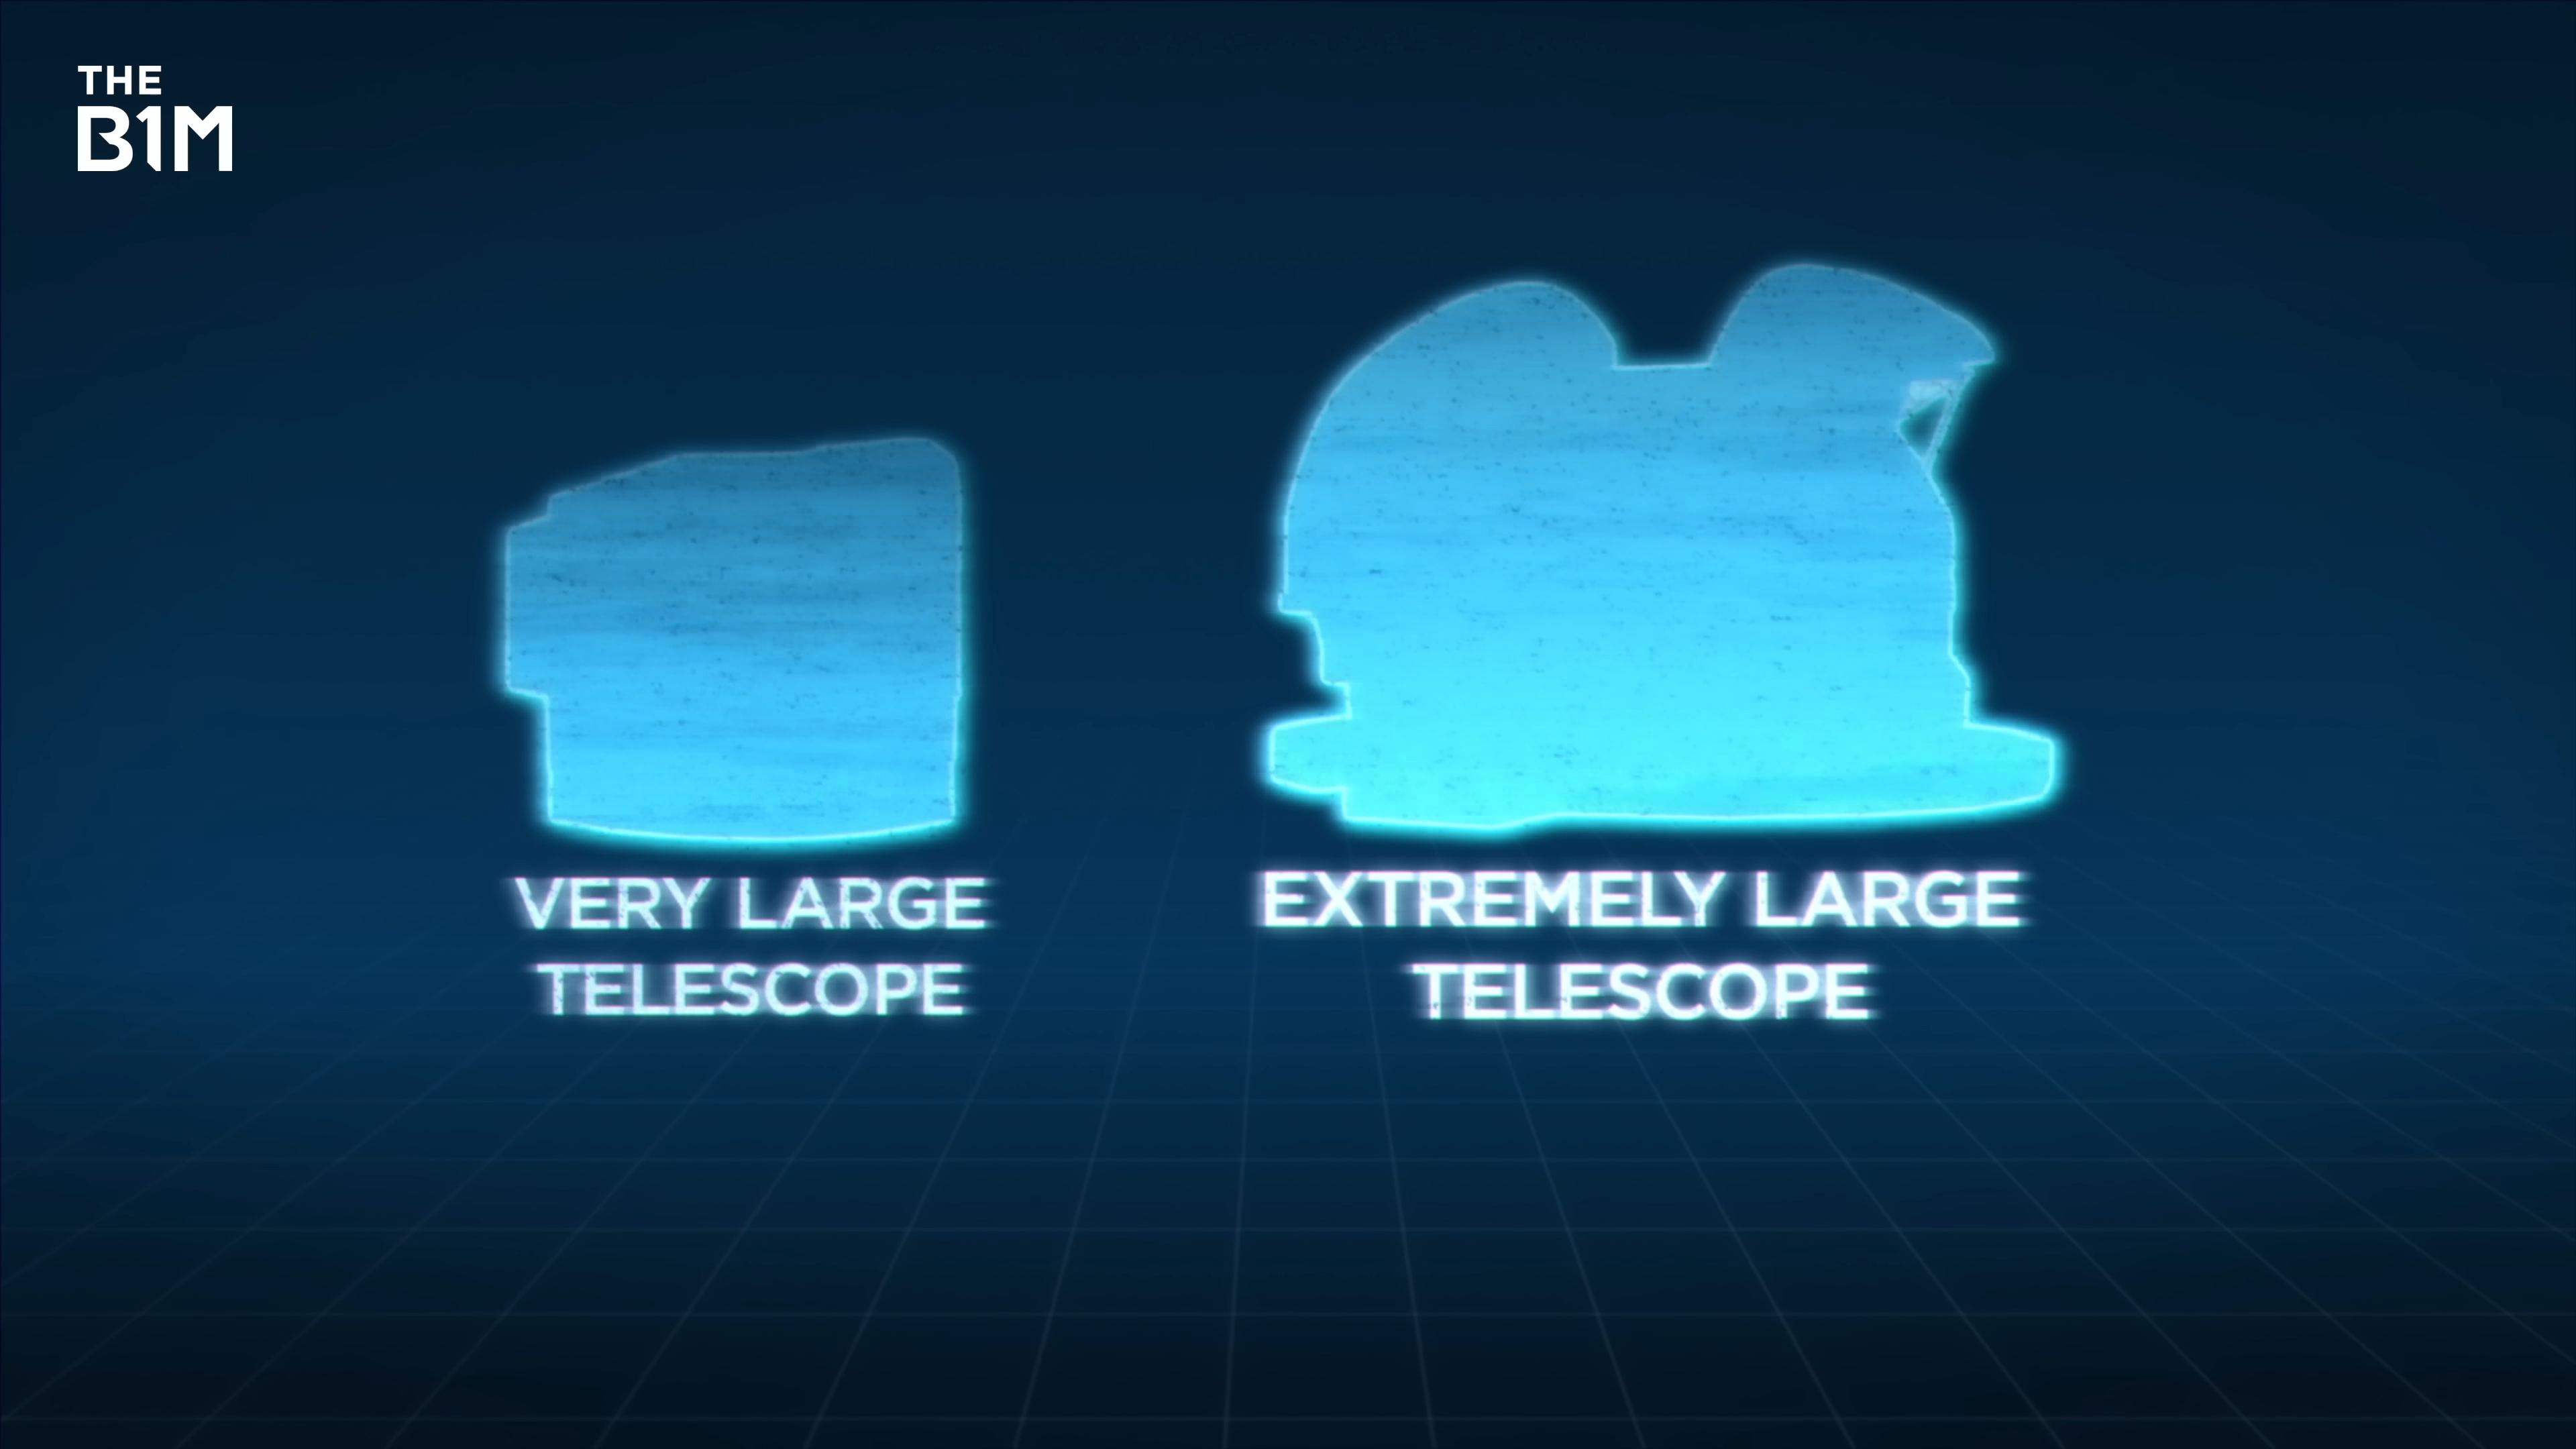 THE
B1M
VERY LARGE
TELESCOPE
EXTREMELY LARGE
TELESCOPE